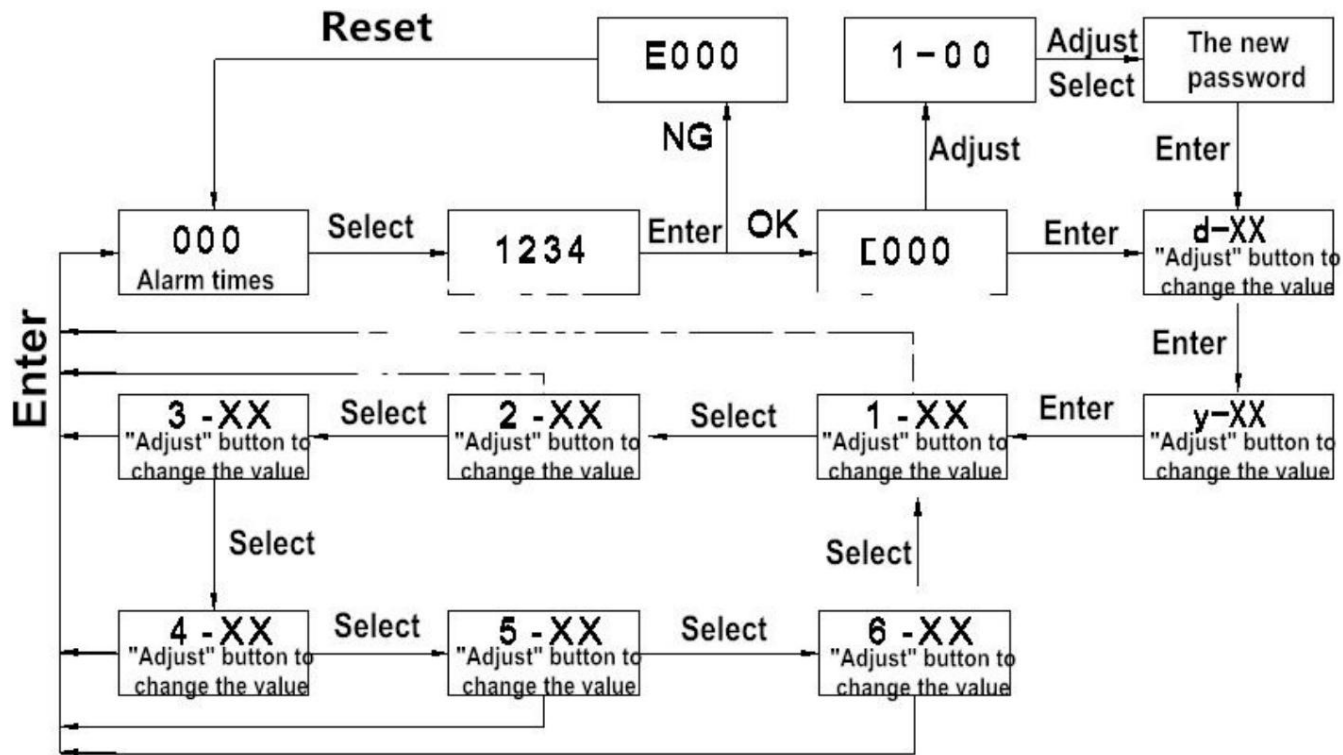 Reset
E000
1-00
Adjust
Select
The new
password
NG
Adjust
Enter
000
Alarm times
Select
1234
Enter
OK
[000
Enter
d-XX
"Adjust" button to
change the value
Enter
Enter
3-XX
"Adjust" button to
change the value
Select
2-XX
"Adjust" button to
change the value
Select
1-XX
"Adjust" button to
change the value
Enter
y-XX
"Adjust" button to
change the value
Select
Select
4-XX
"Adjust" button to
change the value
Select
5-XX
"Adjust" button to
change the value
Select
6-XX
"Adjust" button to
change the value